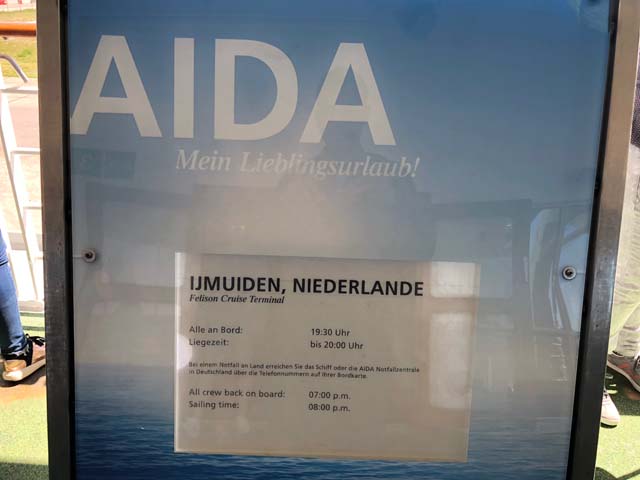 AIDA
Mein Lieblingsurlaub!
IJMUIDEN, NIEDERLANDE
Felison Cruise Terminal
Alle an Bord: 19:30 Uhr
Liegezeit: bis 20:00 Uhr
Bei einem Notfall an Land erreichen Sie das Schiff oder die AIDA Notfallzentrale
in Deutschland über die Telefonnummern auf Ihrer Bordkarte.
All crew back on board: 07:00 p.m.
Sailing time: 08:00 p.m.